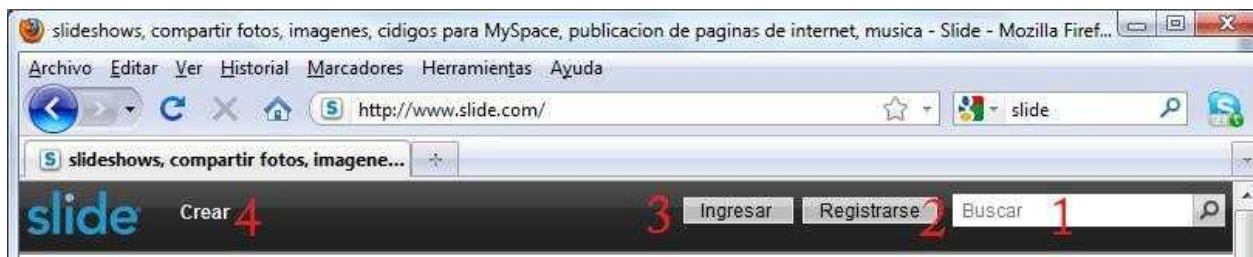 slideshows, compartir fotos, imagenes, cidigos para MySpace, publicacion de paginas de internet, musica - Slide - Mozilla Firef...
Archivo Editar Ver Historial Marcadores Herramientas Ayuda
http://www.slide.com/ slide
slideshows, compartir fotos, imagene...
slide Crear 4 3 Ingresar Registrarse 2 Buscar 1